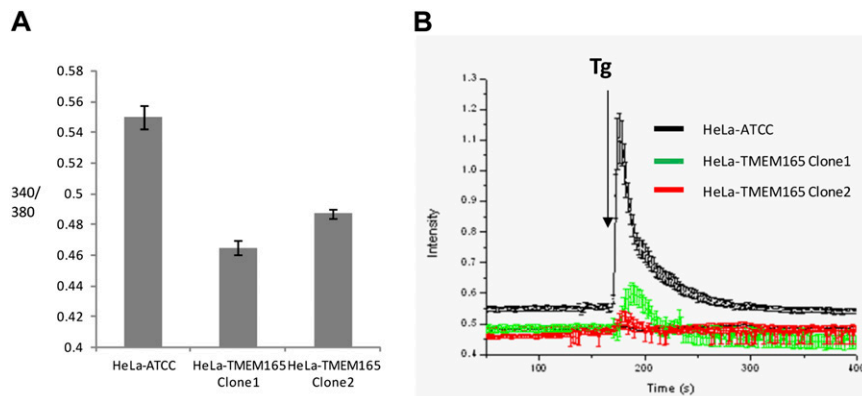 A
0.58
0.56
0.54
0.52
0.5
0.48
0.46
0.44
0.42
0.4
340/
380
HeLa-ATCC
HeLa-TMEM165
Clone1
HeLa-TMEM165
Clone2
B
Tg
1.3
1.2
1.1
1.0
0.9
0.8
0.7
0.6
0.5
0.4
Intensity
HeLa-ATCC
HeLa-TMEM165 Clone1
HeLa-TMEM165 Clone2
100
200
300
400
Time (s)